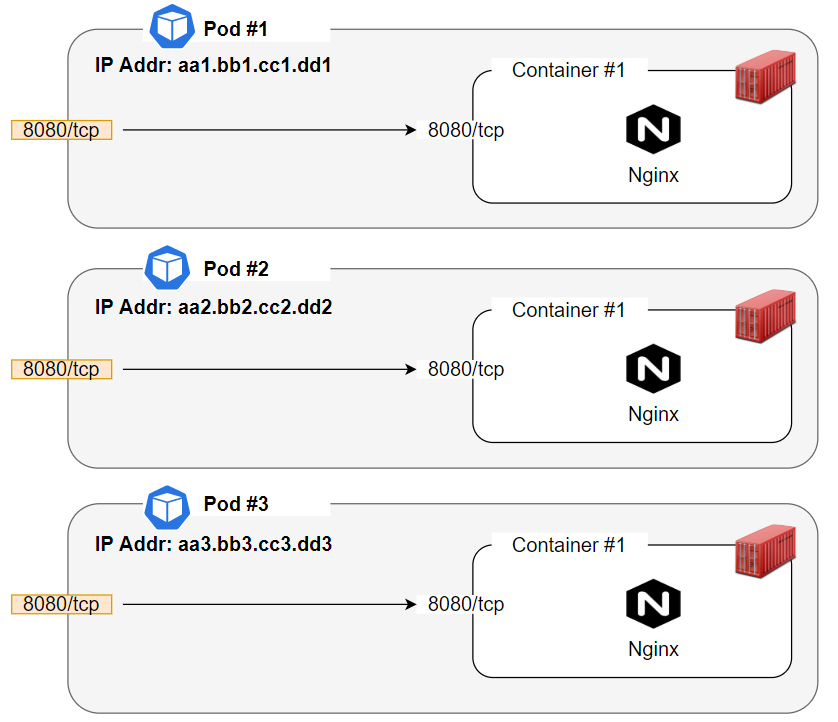 Pod #1
IP Addr: aa1.bb1.cc1.dd1
Container #1
8080/tcp
8080/tcp
Nginx
Pod #2
IP Addr: aa2.bb2.cc2.dd2
Container #1
8080/tcp
8080/tcp
Nginx
Pod #3
IP Addr: aa3.bb3.cc3.dd3
Container #1
8080/tcp
8080/tcp
Nginx